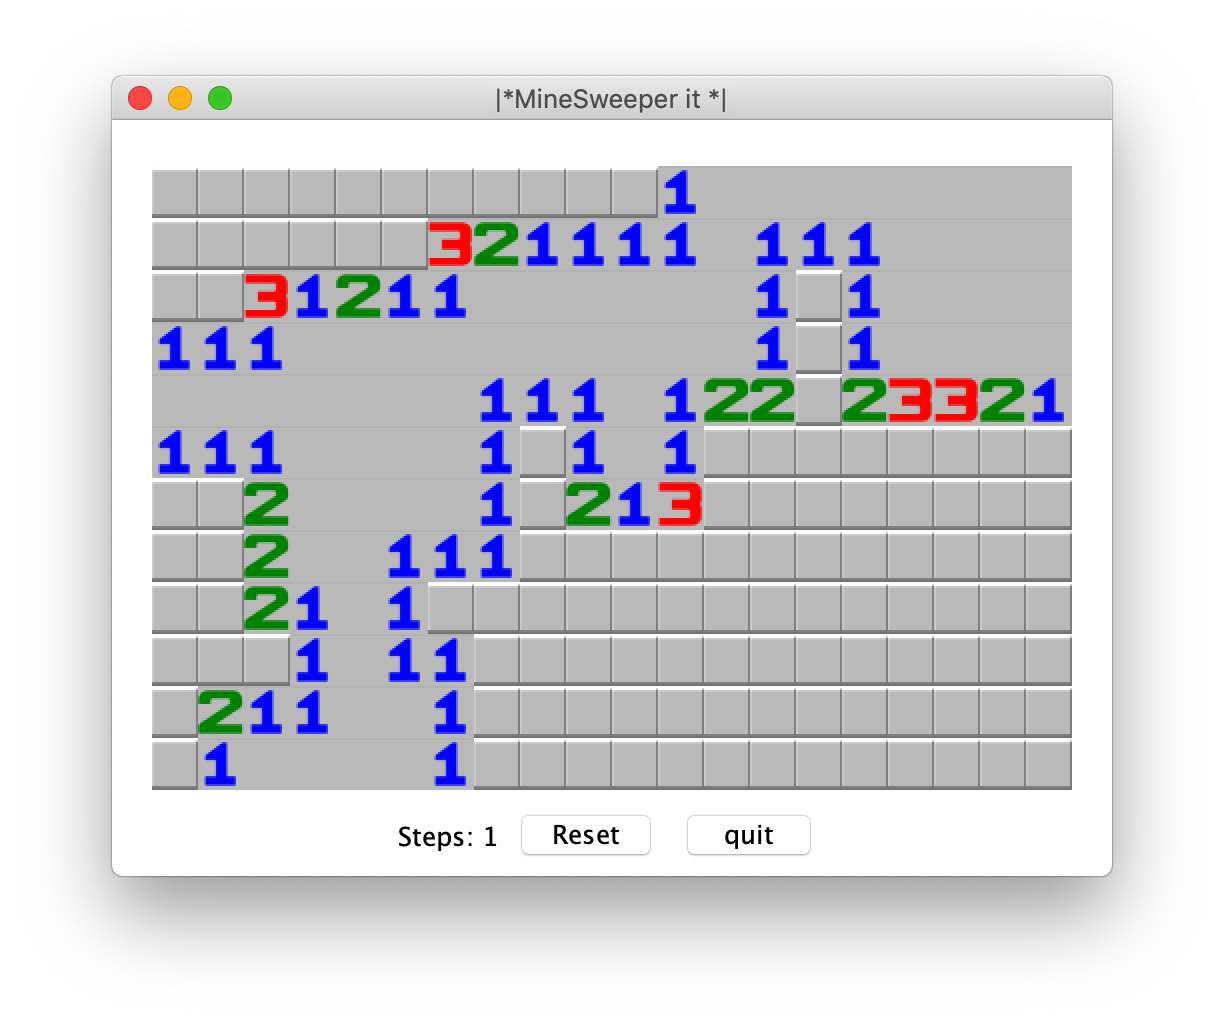 |*MineSweeper it *|
1
3 2 1 1 1 1 1 1 1
3 1 2 1 1 1 1
1 1 1 1 1
1 1 1 1 2 2 2 3 3 2 1
1 1 1 1 1 1
2 1 2 1 3
2 1 1 1
2 1 1
1 1 1
2 1 1 1
1 1
Steps: 1 Reset quit